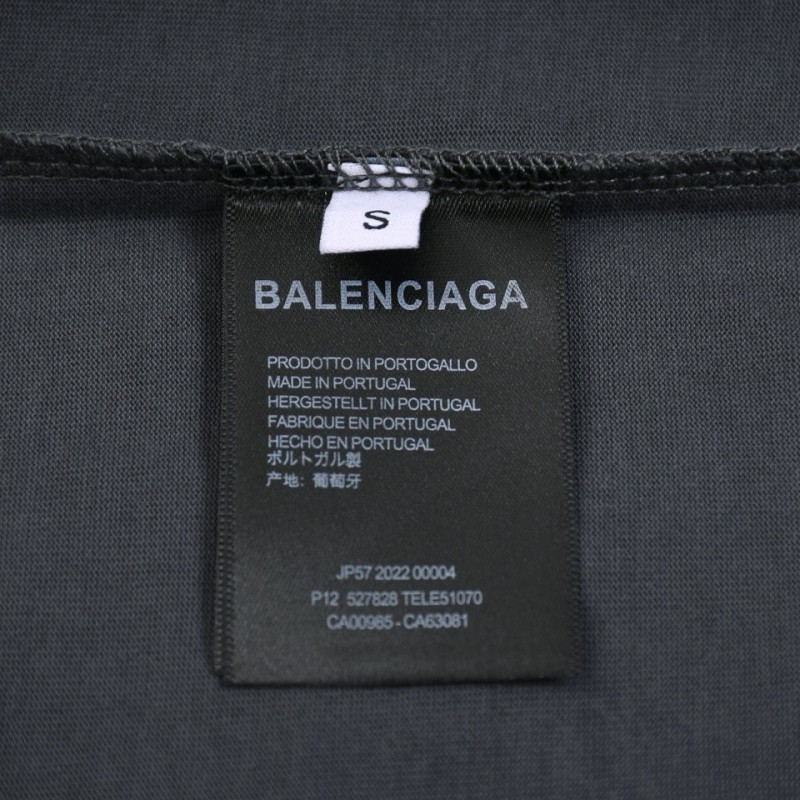 S
BALENCIAGA
PRODOTTO IN PORTOGALLO
MADE IN PORTUGAL
HERGESTELLT IN PORTUGAL
FABRIQUE EN PORTUGAL
HECHO EN PORTUGAL
ポルトガル製
产地: 葡萄牙
JP57 2022 00004
P12 527828 TELE51070
CA00985 - CA63081